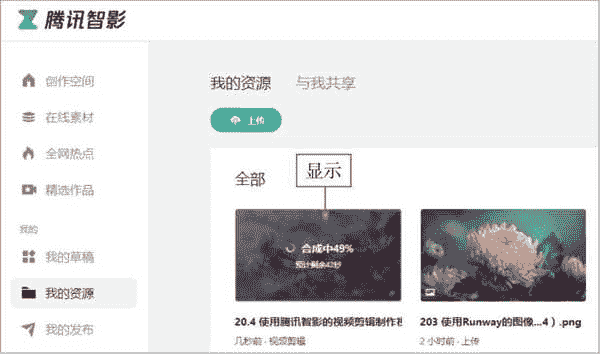 腾讯智影
创作空间
在线素材
全网热点
精选作品
我的
我的草稿
我的资源
我的发布
我的资源 与我共享
上传
全部
显示
合成中49%
预计剩余42秒
20.4 使用腾讯智影的视频剪辑制作视
几秒前 · 视频剪辑
203 使用Runway的图像...4）.png
2 小时前 · 上传